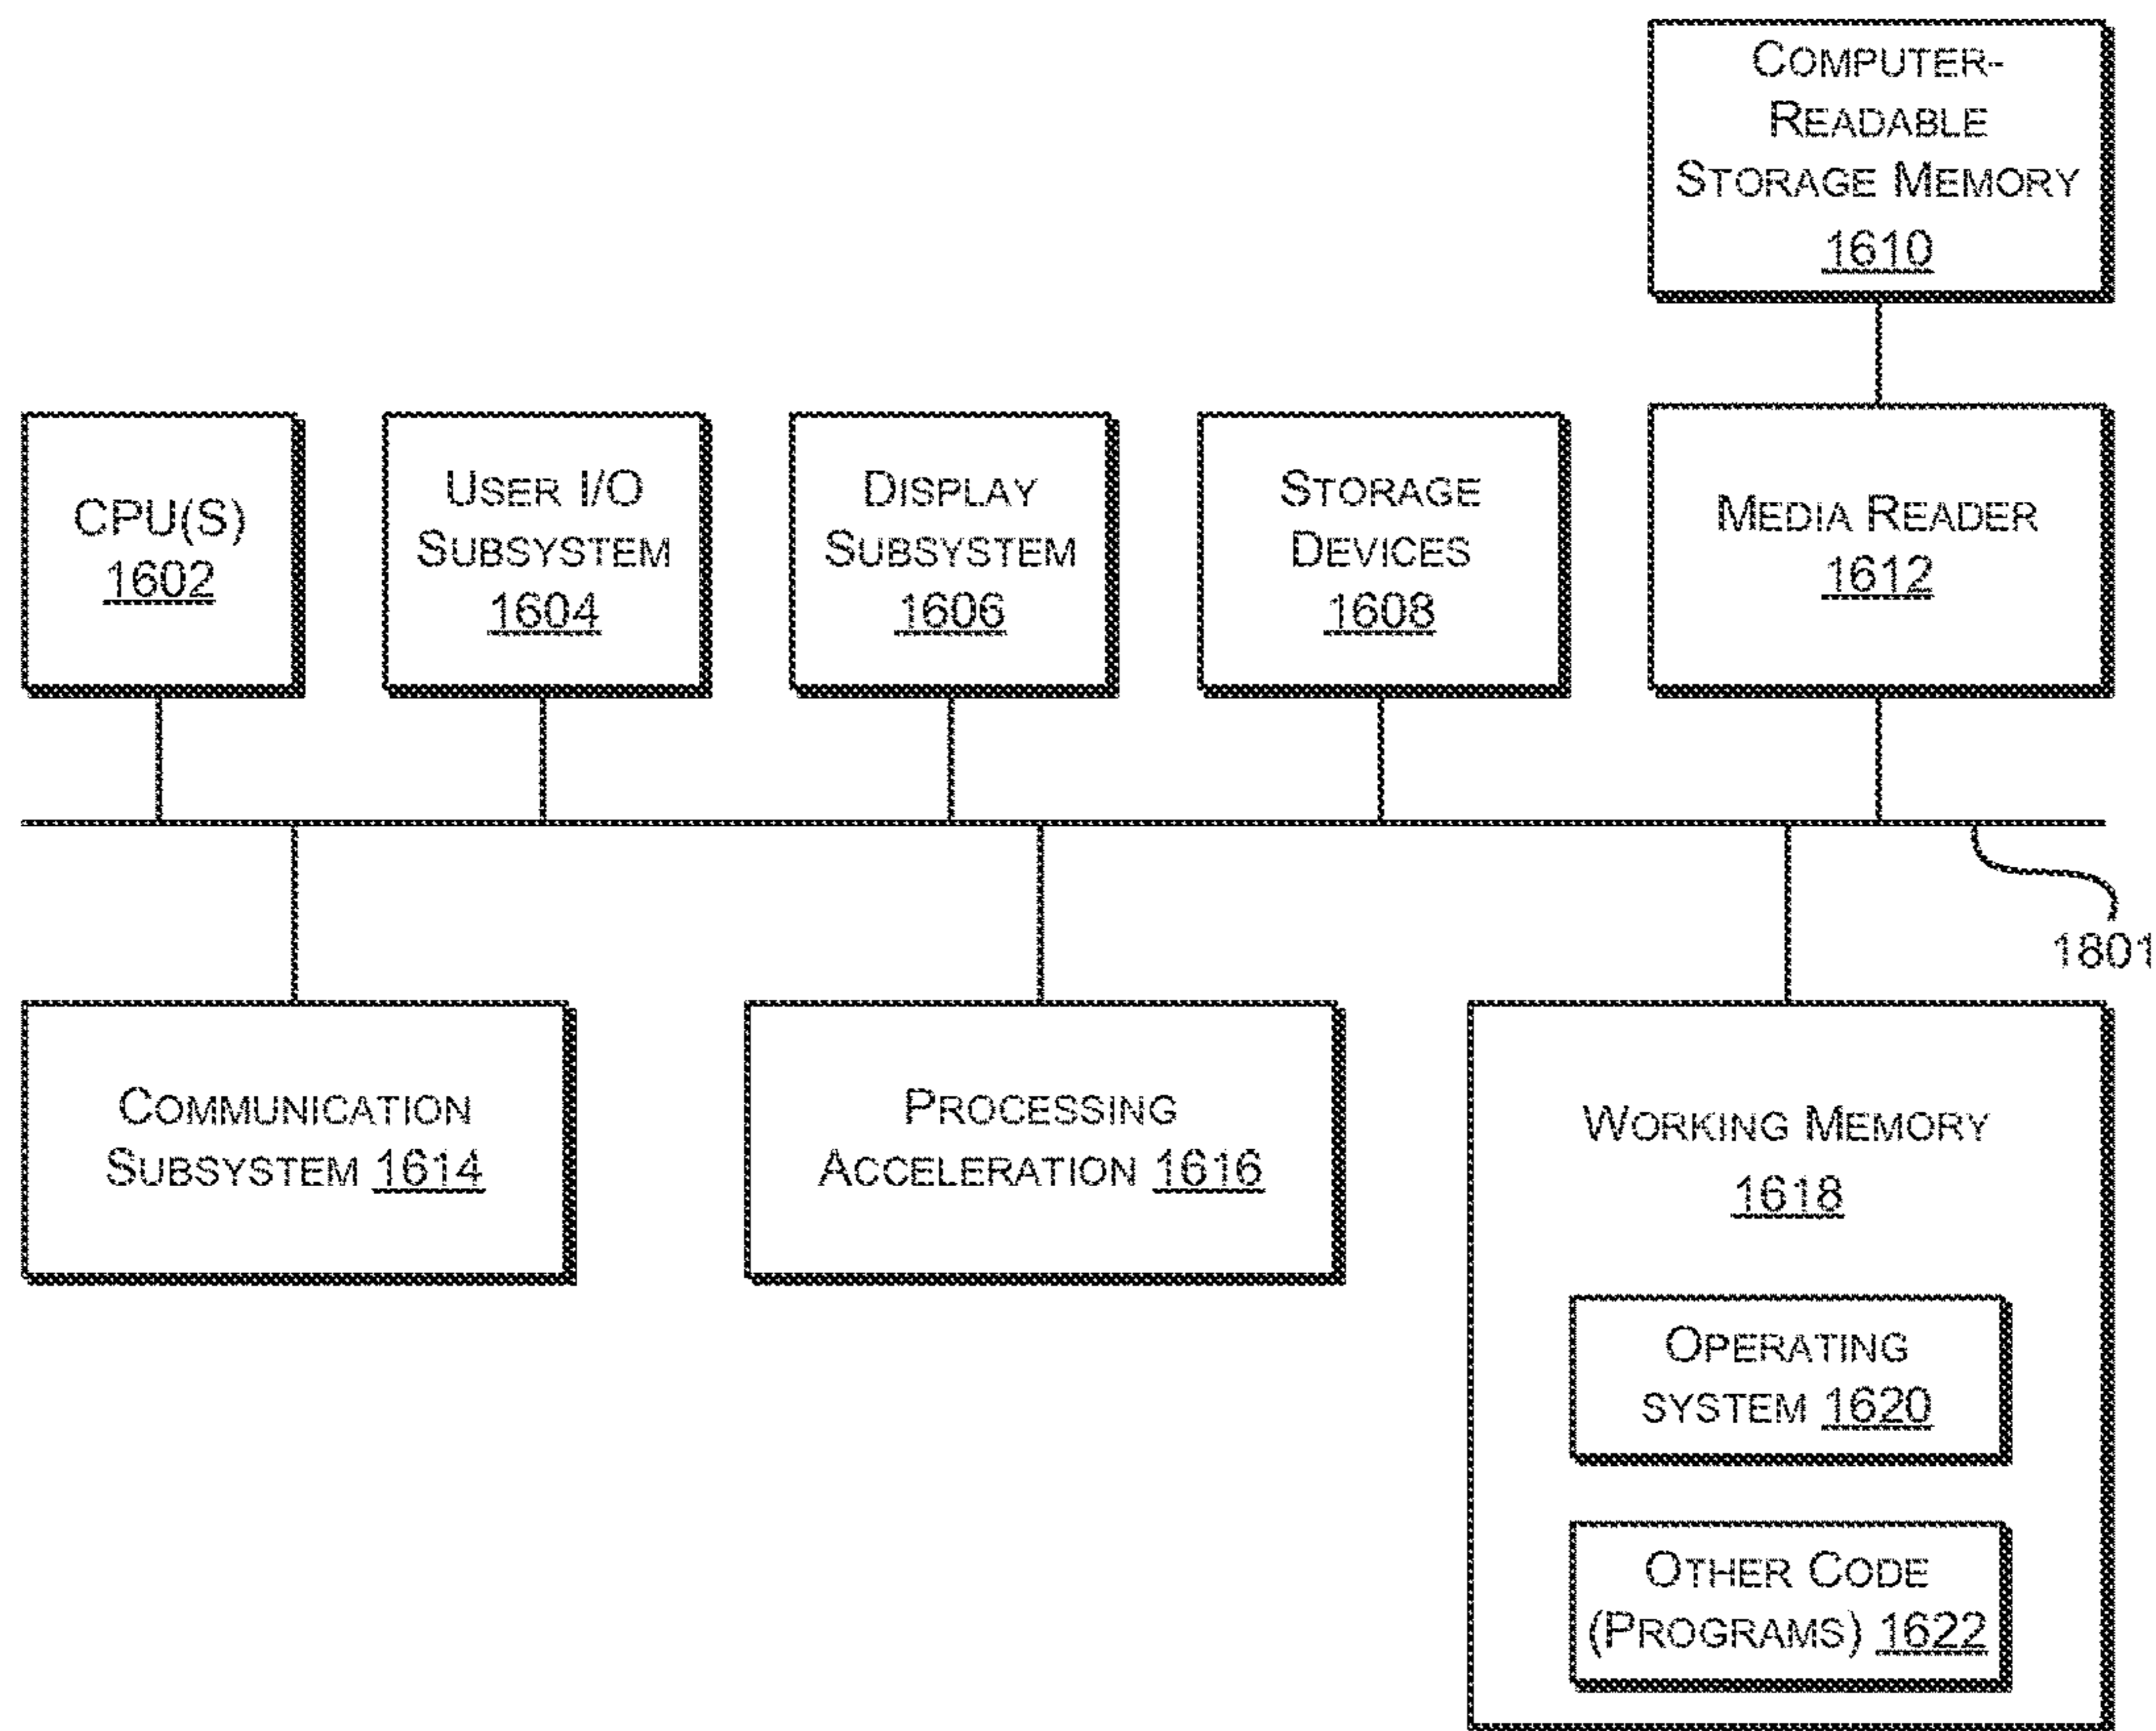 COMPUTER-
READABLE
STORAGE MEMORY
1610
CPU(S)
1602
USER I/O
SUBSYSTEM
1604
DISPLAY
SUBSYSTEM
1606
STORAGE
DEVICES
1608
MEDIA READER
1612
1801
COMMUNICATION
SUBSYSTEM 1614
PROCESSING
ACCELERATION 1616
WORKING MEMORY
1618
OPERATING
SYSTEM 1620
OTHER CODE
(PROGRAMS) 1622